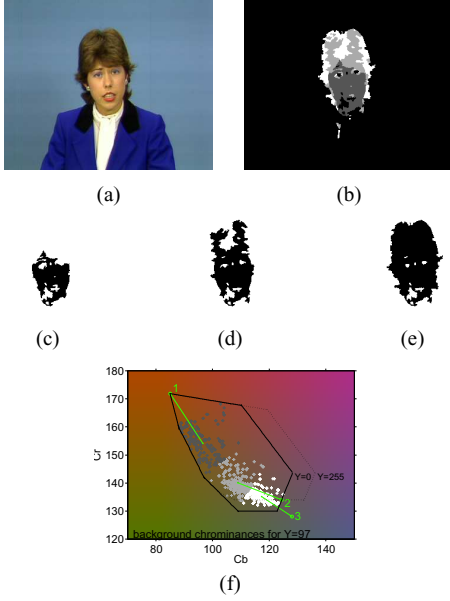 (a)
(b)
(c)
(d)
(e)
180
170
160
150
140
130
120
Cr
1
2
3
Y=0
Y=255
background chrominances for Y=97
80
100
120
140
Cb
(f)